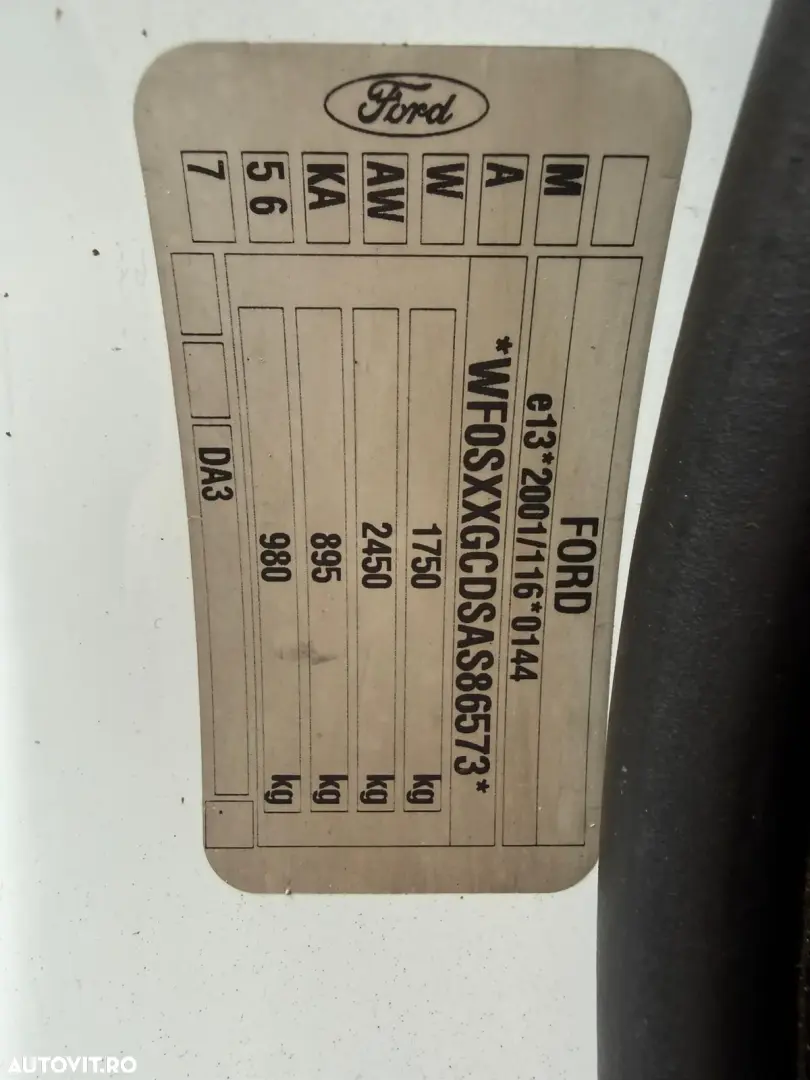 Ford
FORD
e13*2001/116*0144
*WF0SXXGCDSAS86573*
1750 kg
2450 kg
895 kg
980 kg
DA3
M
A
W
AW
KA
5 6
7
AUTOVIT.RO